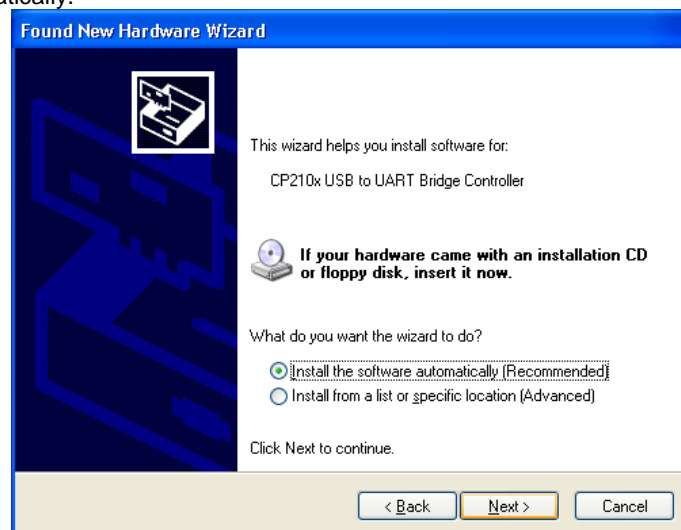 Found New Hardware Wizard
This wizard helps you install software for:
CP210x USB to UART Bridge Controller
If your hardware came with an installation CD
or floppy disk, insert it now.
What do you want the wizard to do?
Install the software automatically (Recommended)
Install from a list or specific location (Advanced)
Click Next to continue.
< Back Next > Cancel